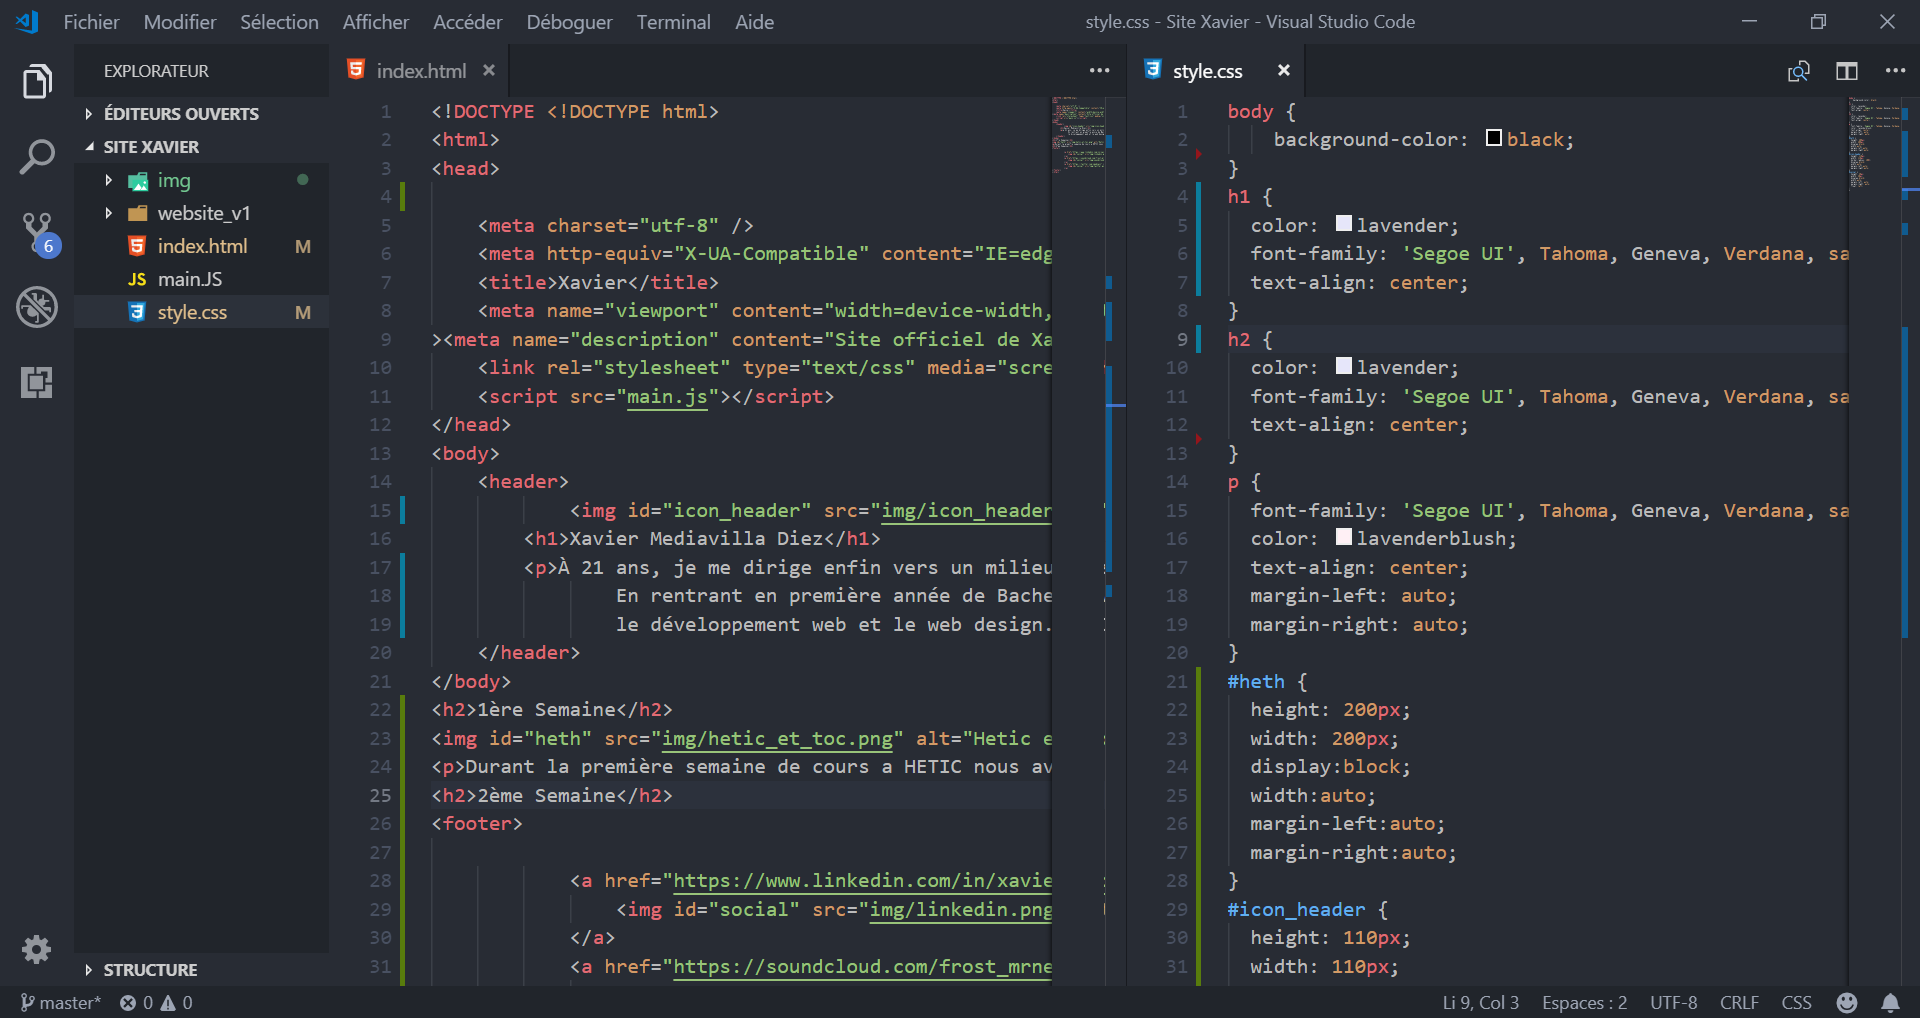 Fichier Modifier Sélection Afficher Accéder Déboguer Terminal Aide
style.css - Site Xavier - Visual Studio Code
EXPLORATEUR
ÉDITEURS OUVERTS
SITE XAVIER
img
website_v1
index.html M
JS main.JS
style.css M
6
STRUCTURE
index.html
1 <!DOCTYPE <!DOCTYPE html>
2 <html>
3 <head>
4
5 <meta charset="utf-8" />
6 <meta http-equiv="X-UA-Compatible" content="IE=edg
7 <title>Xavier</title>
8 <meta name="viewport" content="width=device-width,
9 ><meta name="description" content="Site officiel de Xa
10 <link rel="stylesheet" type="text/css" media="scre
11 <script src="main.js"></script>
12 </head>
13 <body>
14 <header>
15 <img id="icon_header" src="img/icon_header
16 <h1>Xavier Mediavilla Diez</h1>
17 <p>À 21 ans, je me dirige enfin vers un milieu
18 En rentrant en première année de Bache
19 le développement web et le web design.
20 </header>
21 </body>
22 <h2>1ère Semaine</h2>
23 <img id="heth" src="img/hetic_et_toc.png" alt="Hetic e
24 <p>Durant la première semaine de cours a HETIC nous av
25 <h2>2ème Semaine</h2>
26 <footer>
27
28 <a href="https://www.linkedin.com/in/xavie
29 <img id="social" src="img/linkedin.png
30 </a>
31 <a href="https://soundcloud.com/frost_mrne
style.css
1 body {
2 background-color: black;
3 }
4 h1 {
5 color: lavender;
6 font-family: 'Segoe UI', Tahoma, Geneva, Verdana, sa
7 text-align: center;
8 }
9 h2 {
10 color: lavender;
11 font-family: 'Segoe UI', Tahoma, Geneva, Verdana, sa
12 text-align: center;
13 }
14 p {
15 font-family: 'Segoe UI', Tahoma, Geneva, Verdana, sa
16 color: lavenderblush;
17 text-align: center;
18 margin-left: auto;
19 margin-right: auto;
20 }
21 #heth {
22 height: 200px;
23 width: 200px;
24 display:block;
25 width:auto;
26 margin-left:auto;
27 margin-right:auto;
28 }
29 #icon_header {
30 height: 110px;
31 width: 110px;
master* 0 0
Li 9, Col 3 Espaces : 2 UTF-8 CRLF CSS